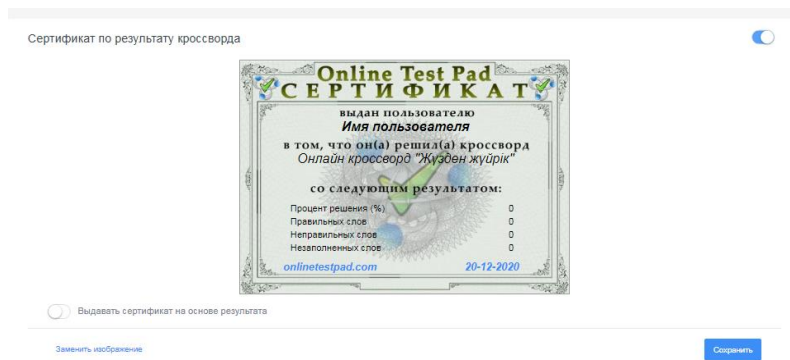 Сертификат по результату кроссворда
Online Test Pad
СЕРТИФИКАТ
выдан пользователю
Имя пользователя
в том, что он(а) решил(а) кроссворд
Онлайн кроссворд "Жүзден жүйрік"
со следующим результатом:
Процент решения (%) 0
Правильных слов 0
Неправильных слов 0
Незаполненных слов 0
onlinetestpad.com 20-12-2020
Выдавать сертификат на основе результата
Заменить изображение Сохранить